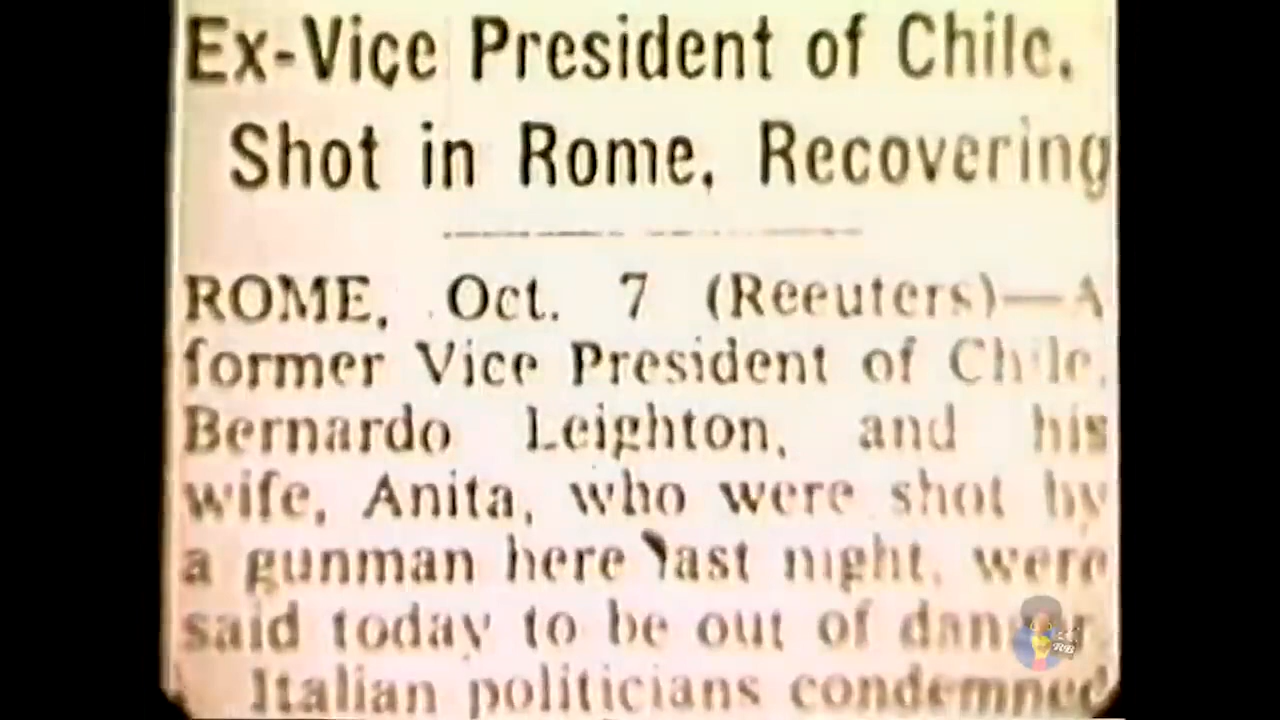 Ex-Vice President of Chile,
Shot in Rome, Recovering
ROME, Oct. 7 (Reeuters)—A
former Vice President of Chile,
Bernardo Leighton, and his
wife, Anita, who were shot by
a gunman here last night, were
said today to be out of danger.
Italian politicians condemned
RB